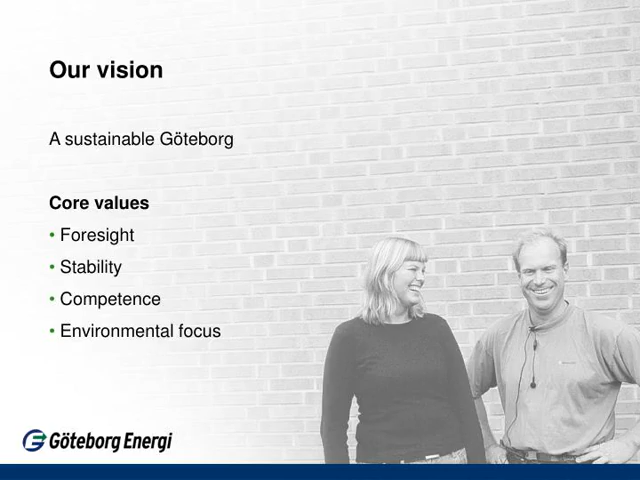 Our vision
A sustainable Göteborg
Core values
• Foresight
• Stability
• Competence
• Environmental focus
Göteborg Energi